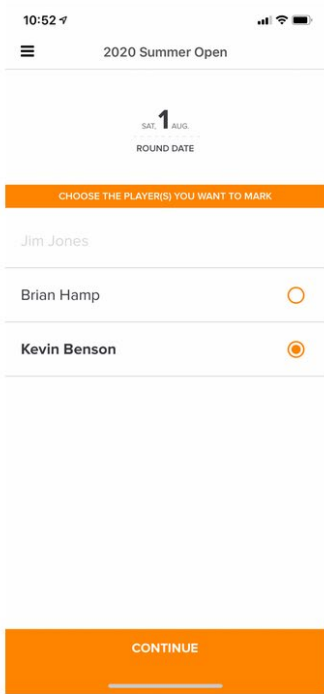 10:52
2020 Summer Open
SAT, 1 AUG.
ROUND DATE
CHOOSE THE PLAYER(S) YOU WANT TO MARK
Jim Jones
Brian Hamp
Kevin Benson
CONTINUE